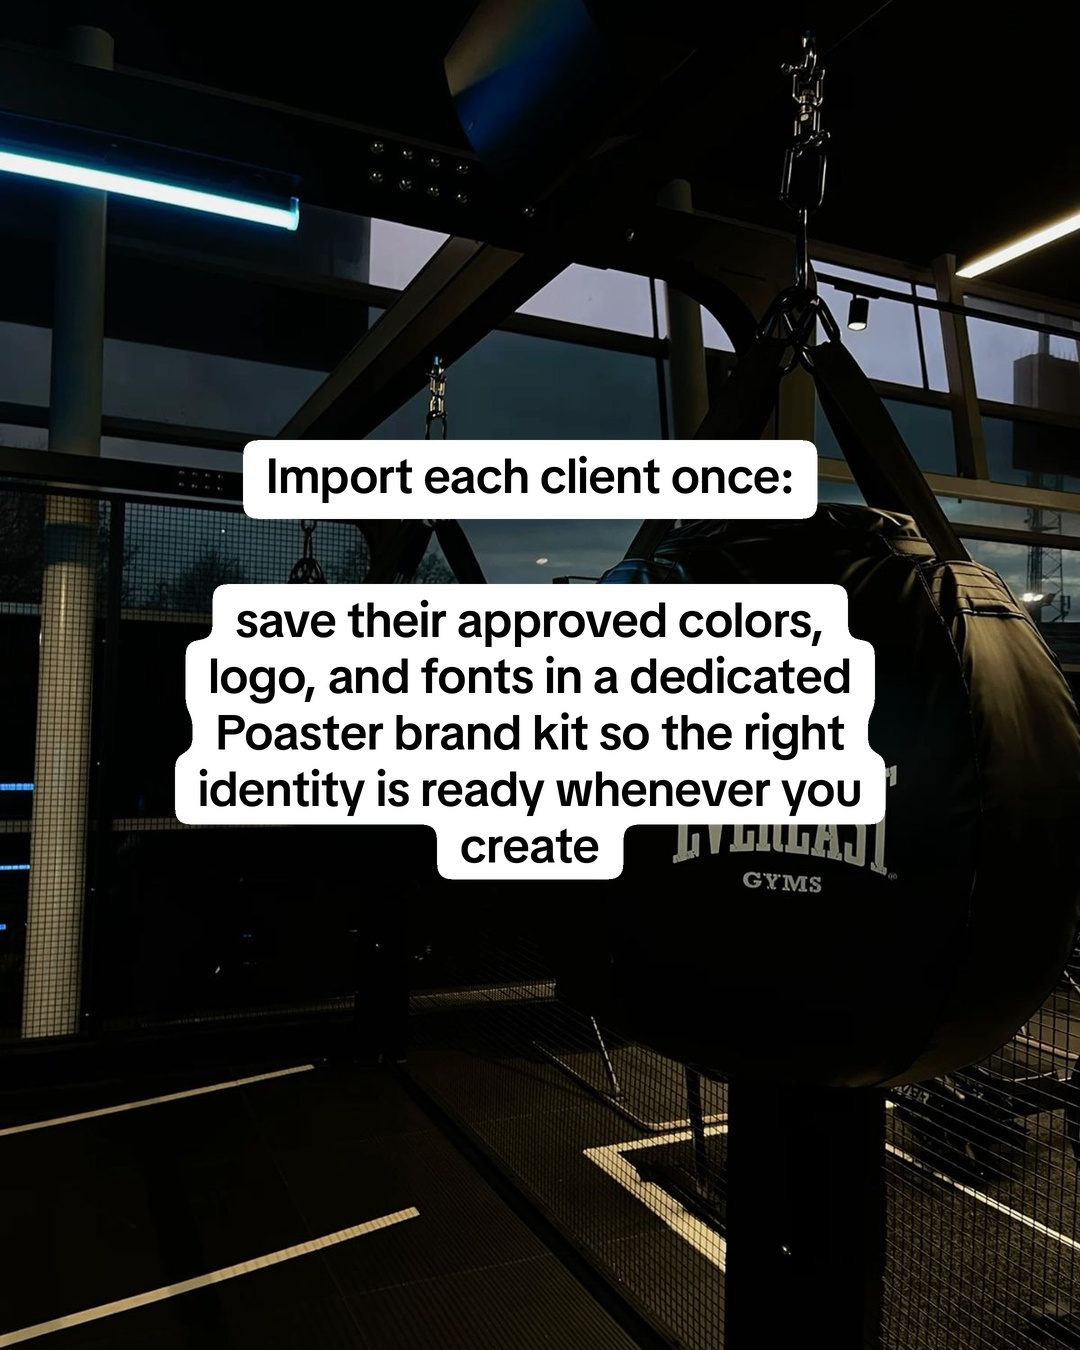 Import each client once:
save their approved colors,
logo, and fonts in a dedicated
Poaster brand kit so the right
identity is ready whenever you
create
EVERLAST
GYMS